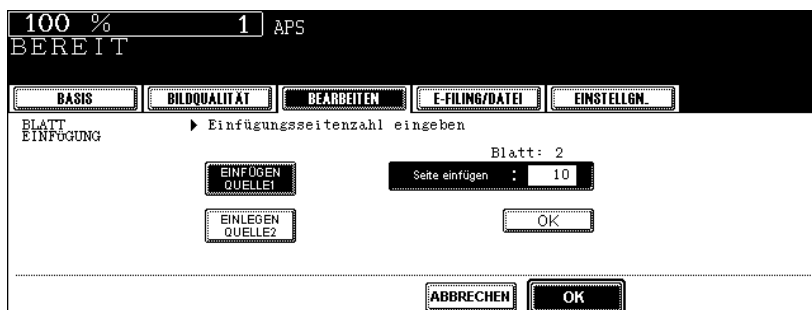 100 % 1 APS
BEREIT
BASIS BILDQUALITÄT BEARBEITEN E-FILING/DATEI EINSTELLGN.
BLATT
EINFÜGUNG
Einfügungsseitenzahl eingeben
Blatt: 2
EINFÜGEN
QUELLE1
Seite einfügen : 10
EINLEGEN
QUELLE2
OK
ABBRECHEN OK